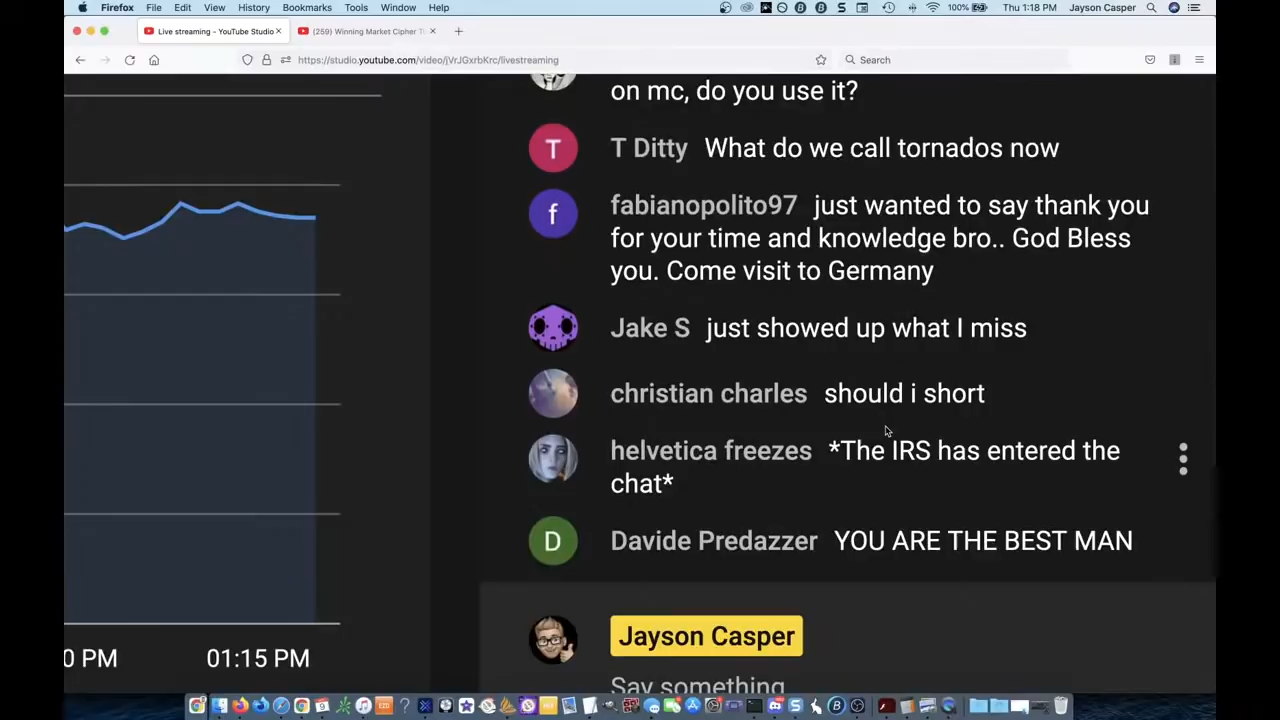 Firefox File Edit View History Bookmarks Tools Window Help 100% Thu 1:18 PM Jayson Casper
Live streaming - YouTube Studio × (259) Winning Market Cipher × +
https://studio.youtube.com/video/jVrJGxrbKrc/livestreaming Search
on mc, do you use it?
T T Ditty What do we call tornados now
f fabianopolito97 just wanted to say thank you
for your time and knowledge bro.. God Bless
you. Come visit to Germany
Jake S just showed up what I miss
christian charles should i short
helvetica freezes *The IRS has entered the
chat*
D Davide Predazzer YOU ARE THE BEST MAN
Jayson Casper
Say something
0 PM 01:15 PM